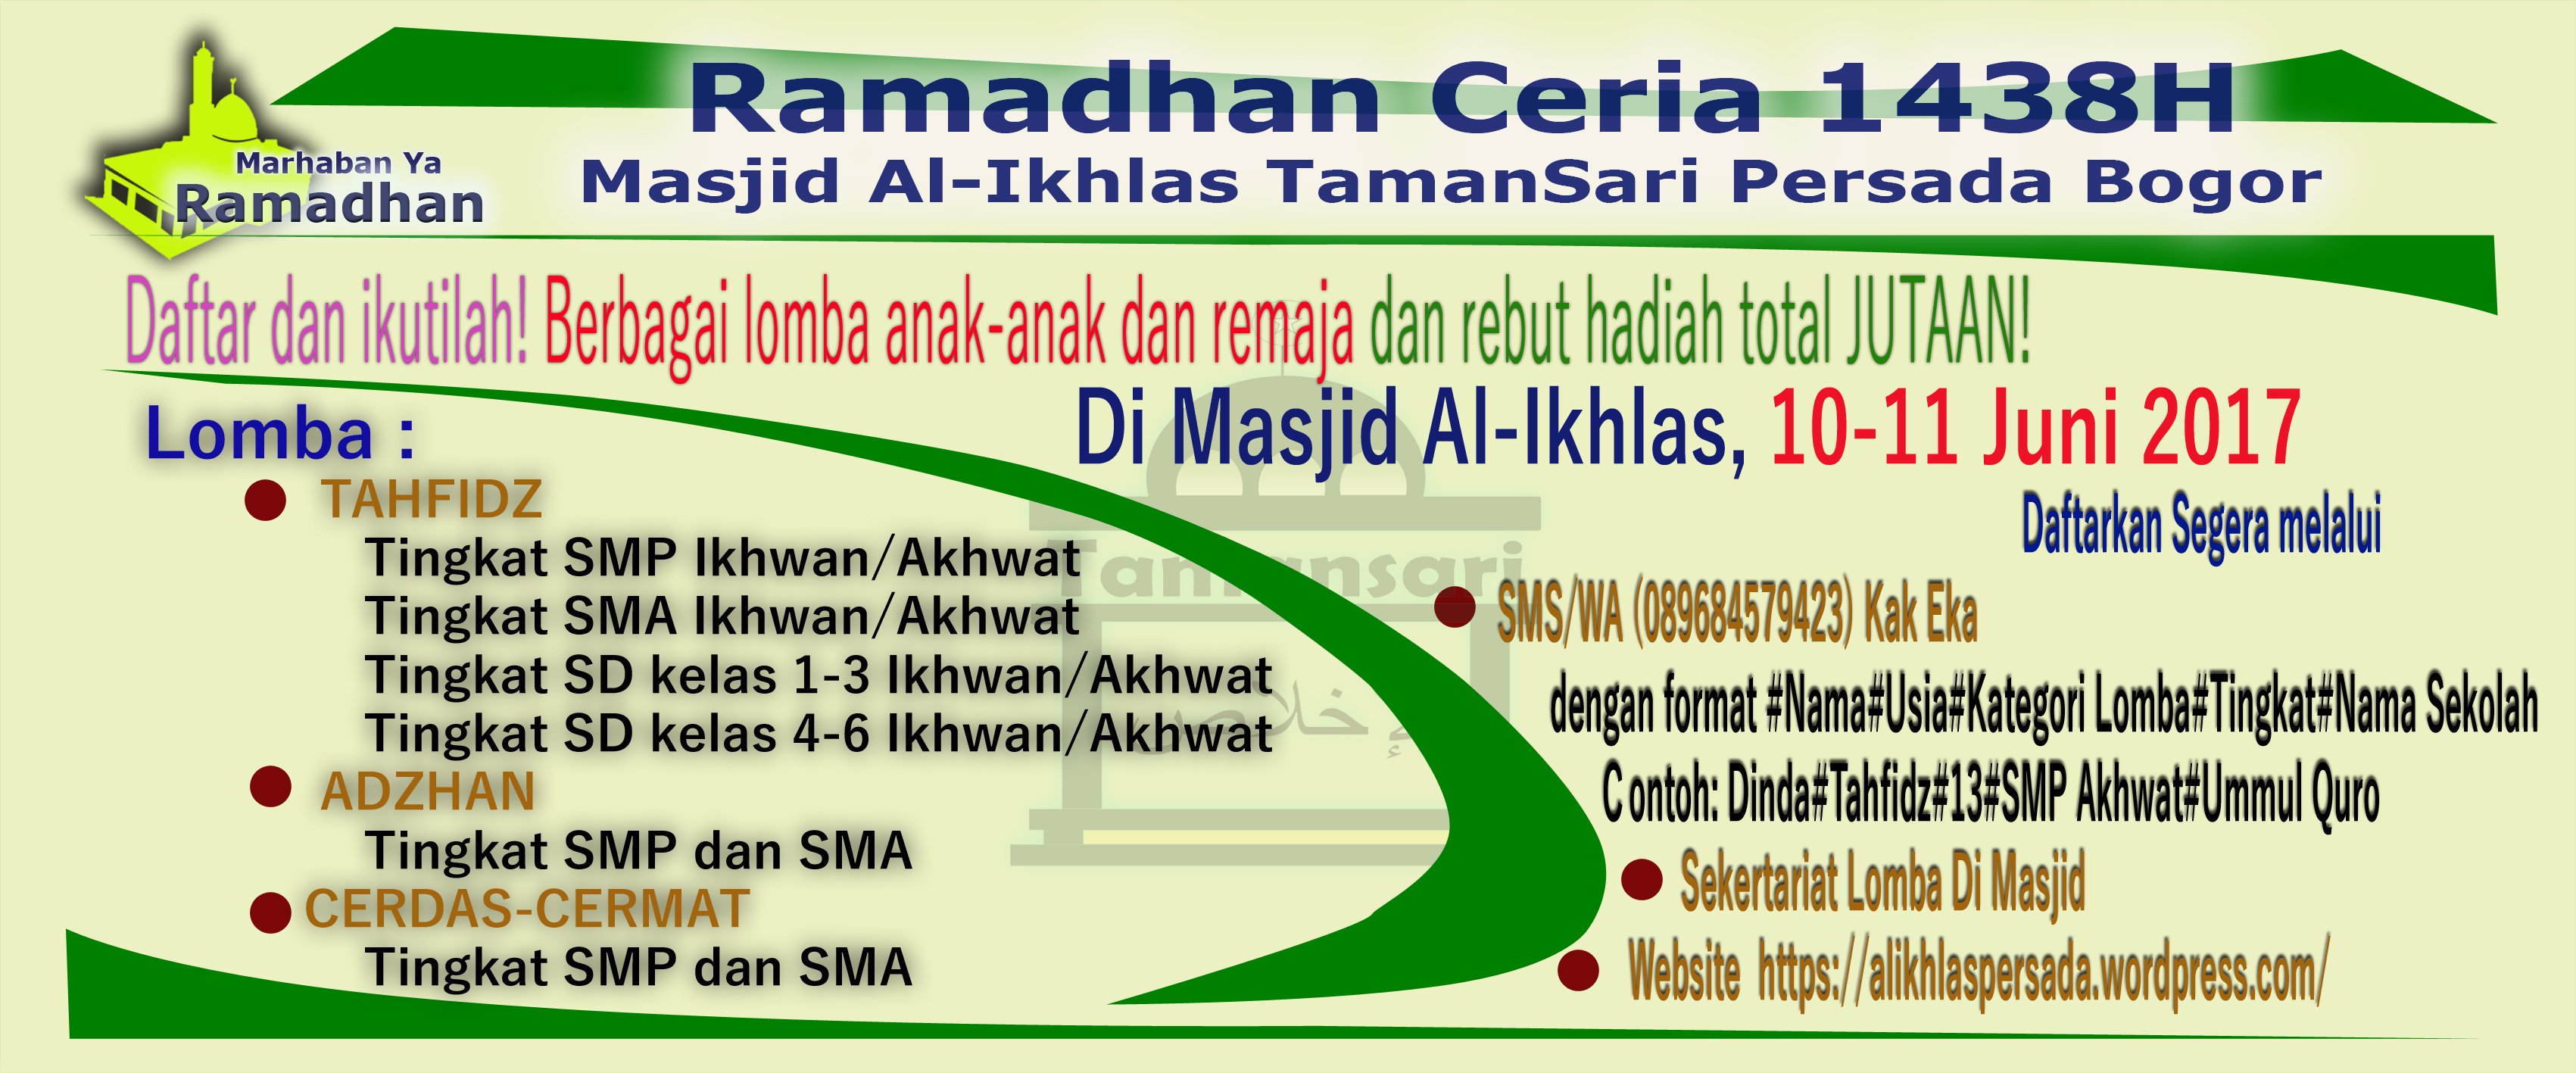 Ramadhan Ceria 1438H
Masjid Al-Ikhlas TamanSari Persada Bogor
Marhaban Ya
Ramadhan
Daftar dan ikutilah! Berbagai lomba anak-anak dan remaja dan rebut hadiah total JUTAAN!
Di Masjid Al-Ikhlas, 10-11 Juni 2017
Lomba :
TAHFIDZ
Tingkat SMP Ikhwan/Akhwat
Tingkat SMA Ikhwan/Akhwat
Tingkat SD kelas 1-3 Ikhwan/Akhwat
Tingkat SD kelas 4-6 Ikhwan/Akhwat
ADZHAN
Tingkat SMP dan SMA
CERDAS-CERMAT
Tingkat SMP dan SMA
Daftarkan Segera melalui
SMS/WA (089684579423) Kak Eka
dengan format #Nama#Usia#Kategori Lomba#Tingkat#Nama Sekolah
Contoh: Dinda#Tahfidz#13#SMP Akhwat#Ummul Quro
Sekertariat Lomba Di Masjid
Website https://alikhlaspersada.wordpress.com/
Tamansari